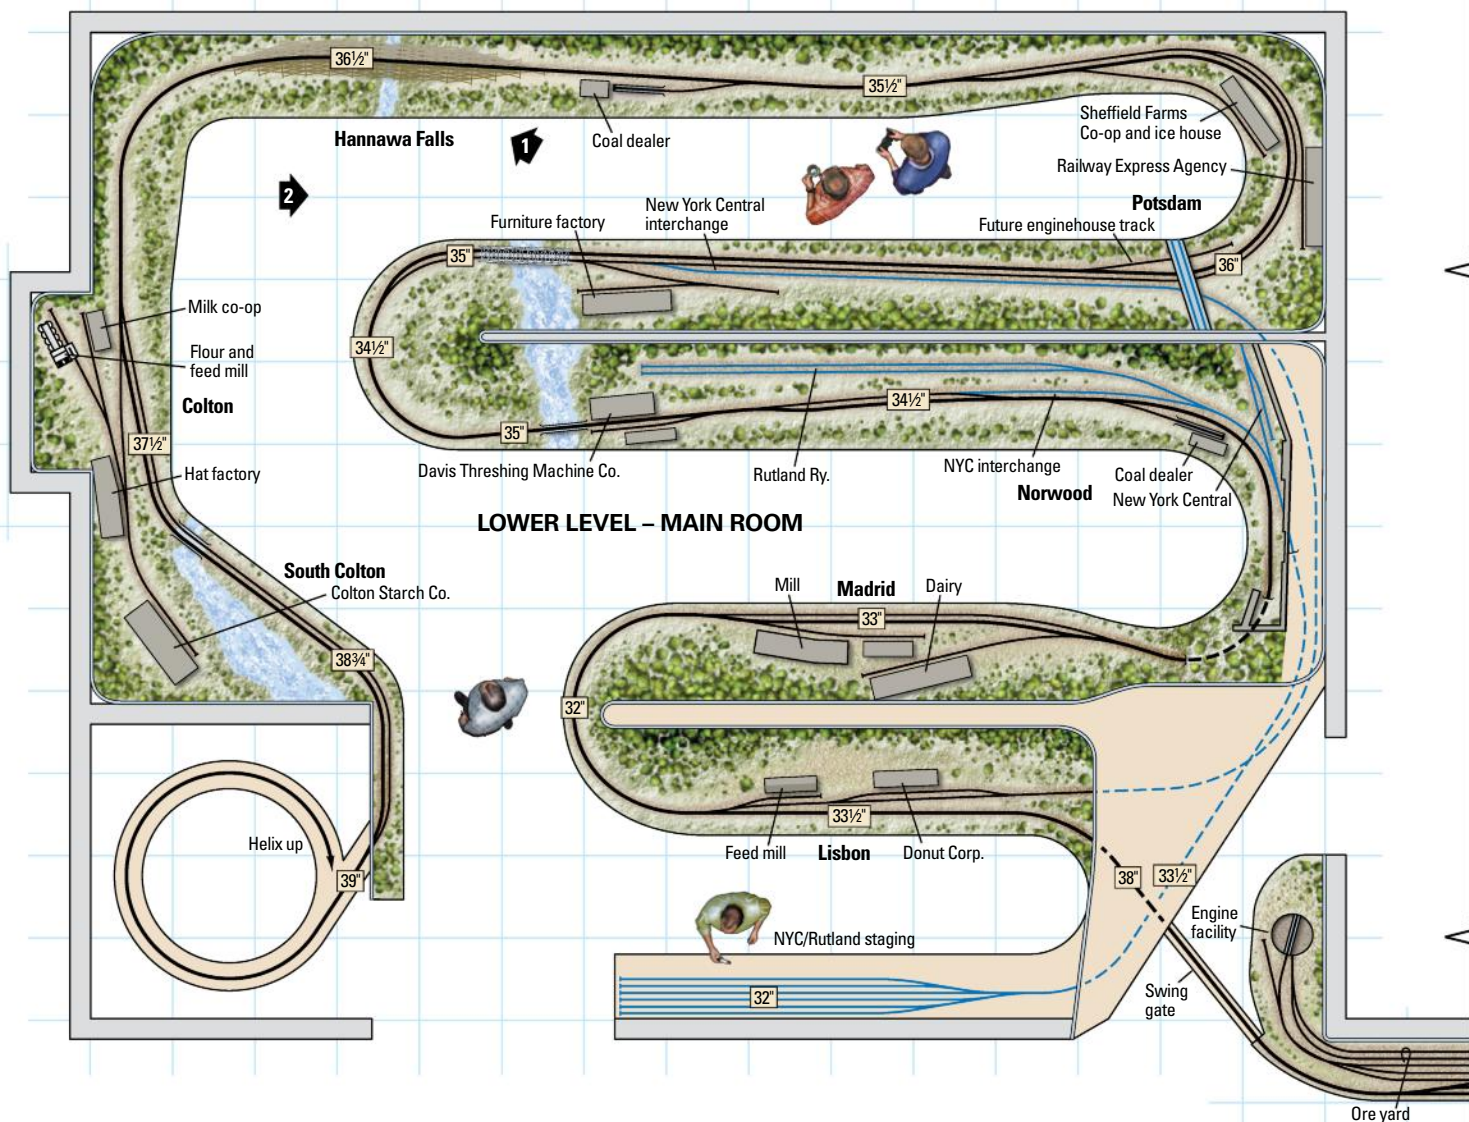 36½"
35½"
Hannawa Falls
1
Coal dealer
Sheffield Farms
Co-op and ice house
Railway Express Agency
2
Potsdam
New York Central
interchange
Furniture factory
Future enginehouse track
35"
36"
Milk co-op
34½"
Flour and
feed mill
Colton
34½"
37½"
35"
Hat factory
Davis Threshing Machine Co.
Rutland Ry.
NYC interchange
Coal dealer
Norwood
New York Central
LOWER LEVEL – MAIN ROOM
South Colton
Colton Starch Co.
Mill
Madrid
Dairy
33"
38¾"
32"
33½"
Feed mill
Lisbon
Donut Corp.
Helix up
39"
38"
33½"
Engine
facility
NYC/Rutland staging
32"
Swing
gate
Ore yard